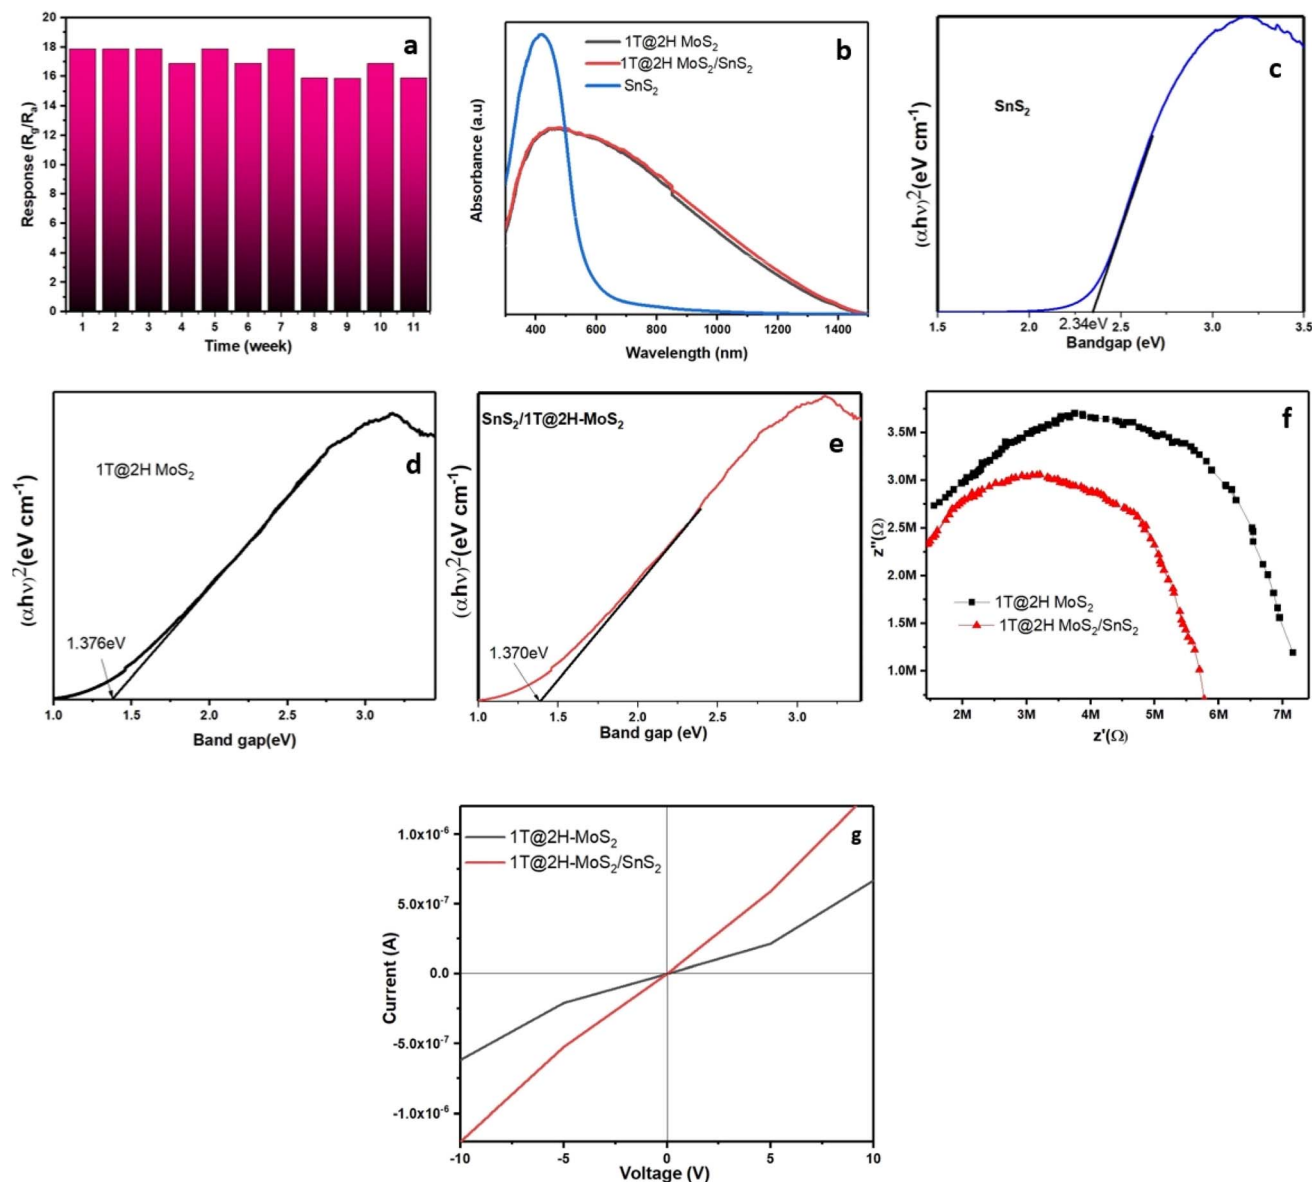 a
Response (Rg/Ra)
20
18
16
14
12
10
8
6
4
2
0
1 2 3 4 5 6 7 8 9 10 11
Time (week)
b
1T@2H MoS2
1T@2H MoS2/SnS2
SnS2
Absorbance (a.u)
400 600 800 1000 1200 1400
Wavelength (nm)
c
SnS2
(αhν)2(eV cm-1)
2.34eV
1.5 2.0 2.5 3.0 3.5
Bandgap (eV)
d
1T@2H MoS2
(αhν)2(eV cm-1)
1.376eV
1.0 1.5 2.0 2.5 3.0
Band gap(eV)
SnS2/1T@2H-MoS2
e
(αhν)2(eV cm-1)
1.370eV
1.0 1.5 2.0 2.5 3.0
Band gap (eV)
f
z''(Ω)
3.5M
3.0M
2.5M
2.0M
1.5M
1.0M
1T@2H MoS2
1T@2H MoS2/SnS2
2M 3M 4M 5M 6M 7M
z'(Ω)
g
1T@2H-MoS2
1T@2H-MoS2/SnS2
Current (A)
1.0x10-6
5.0x10-7
0.0
-5.0x10-7
-1.0x10-6
-10 -5 0 5 10
Voltage (V)